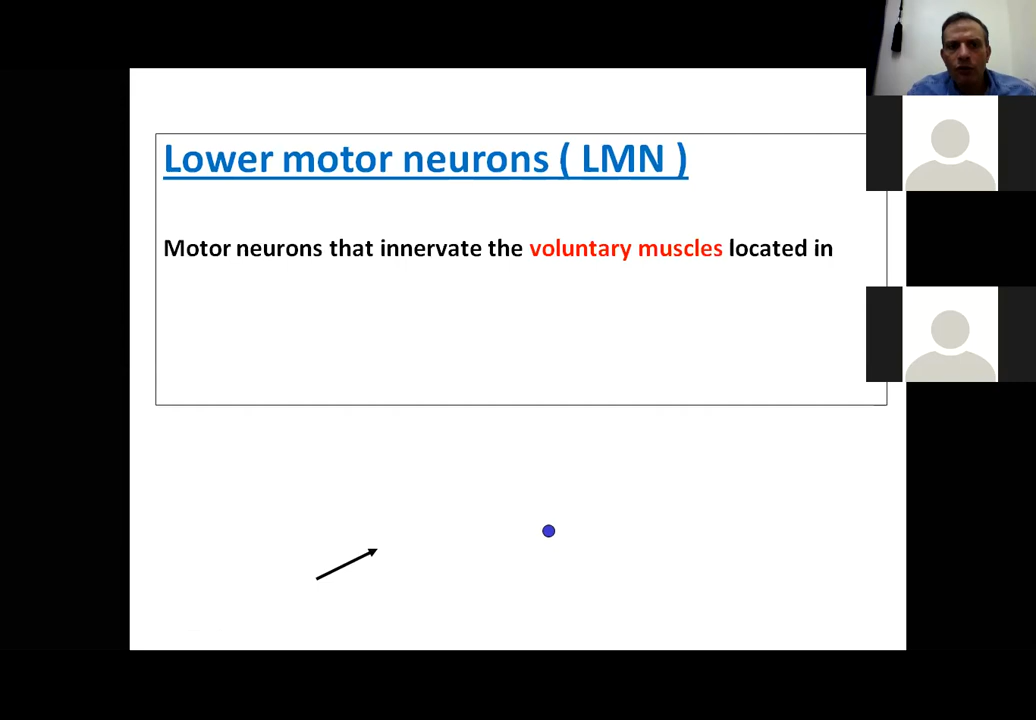 Lower motor neurons ( LMN )
Motor neurons that innervate the voluntary muscles located in